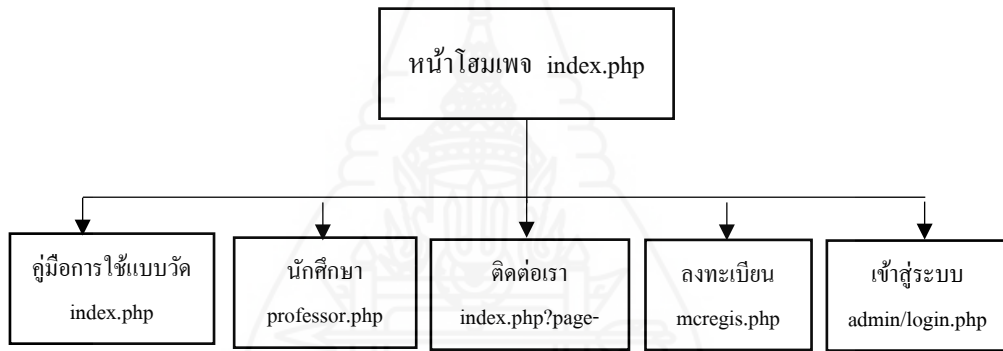 หน้าโฮมเพจ index.php
คู่มือการใช้แบบวัด
index.php
นักศึกษา
professor.php
ติดต่อเรา
index.php?page-
ลงทะเบียน
mcregis.php
เข้าสู่ระบบ
admin/login.php